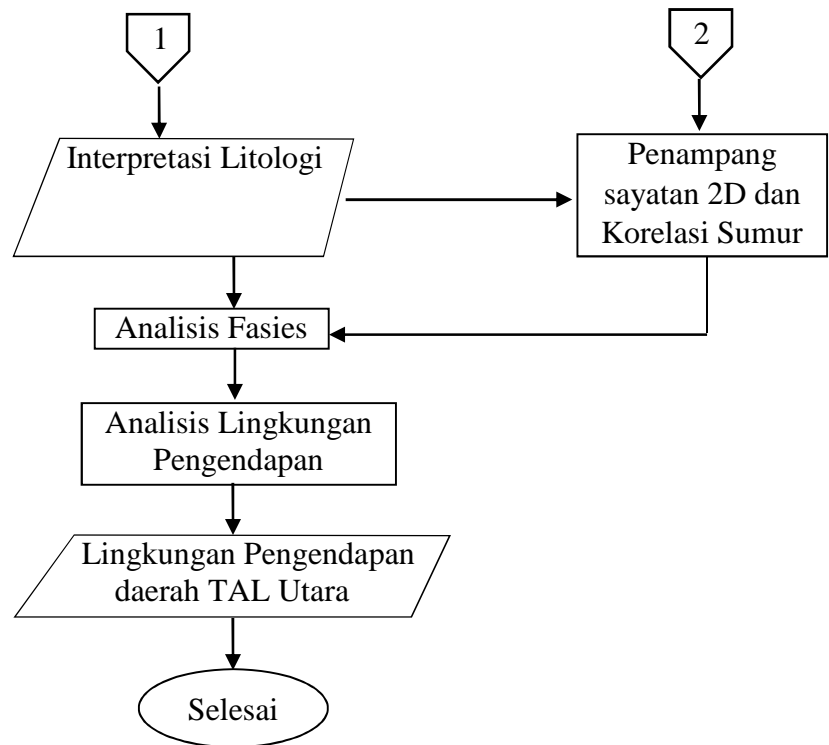 1
2
Interpretasi Litologi
Penampang
sayatan 2D dan
Korelasi Sumur
Analisis Fasies
Analisis Lingkungan
Pengendapan
Lingkungan Pengendapan
daerah TAL Utara
Selesai